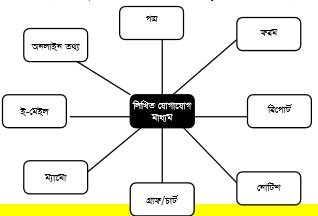 পত্র
অনলাইন তথ্য
ফরম
ই-মেইল
লিখিত যোগাযোগ
মাধ্যম
রিপোর্ট
ম্যামো
গ্রাফ/চার্ট
নোটিশ